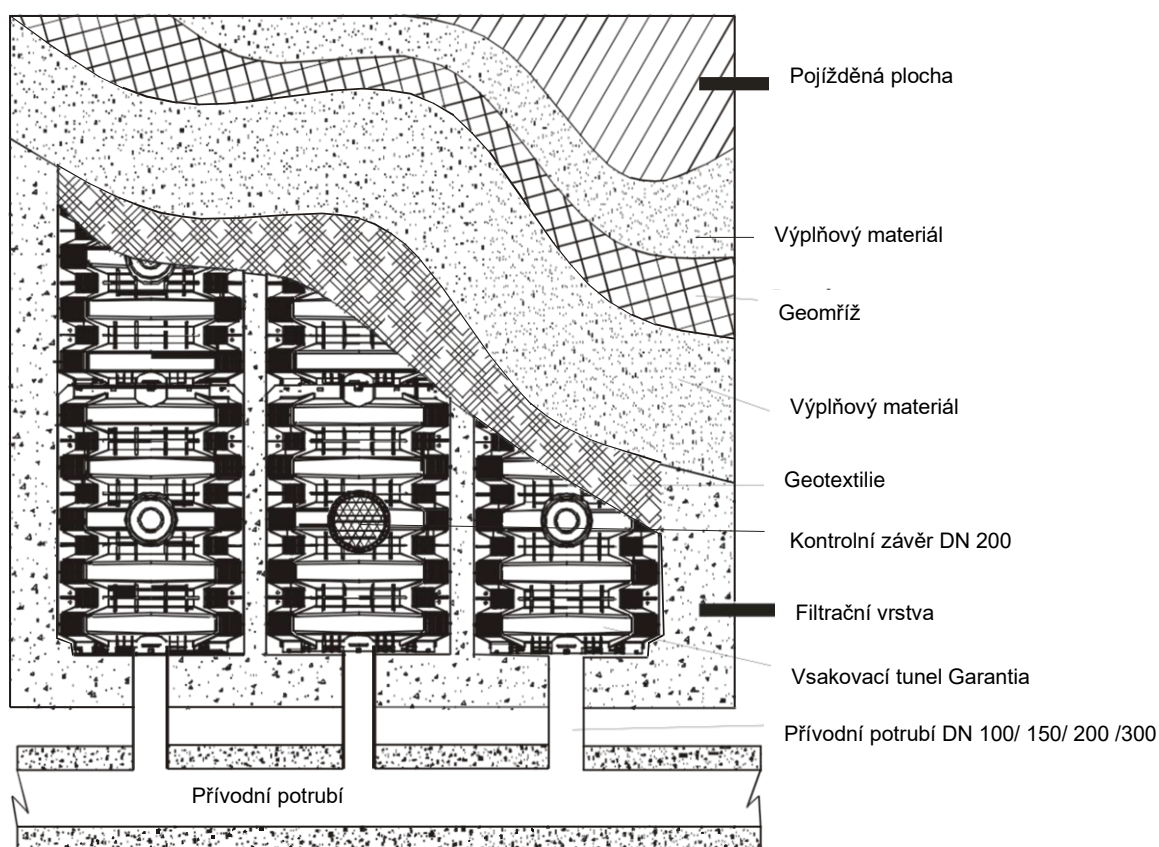 Pojížděná plocha
Výplňový materiál
Geomříž
Výplňový materiál
Geotextilie
Kontrolní závěr DN 200
Filtrační vrstva
Vsakovací tunel Garantia
Přívodní potrubí DN 100/ 150/ 200 /300
Přívodní potrubí